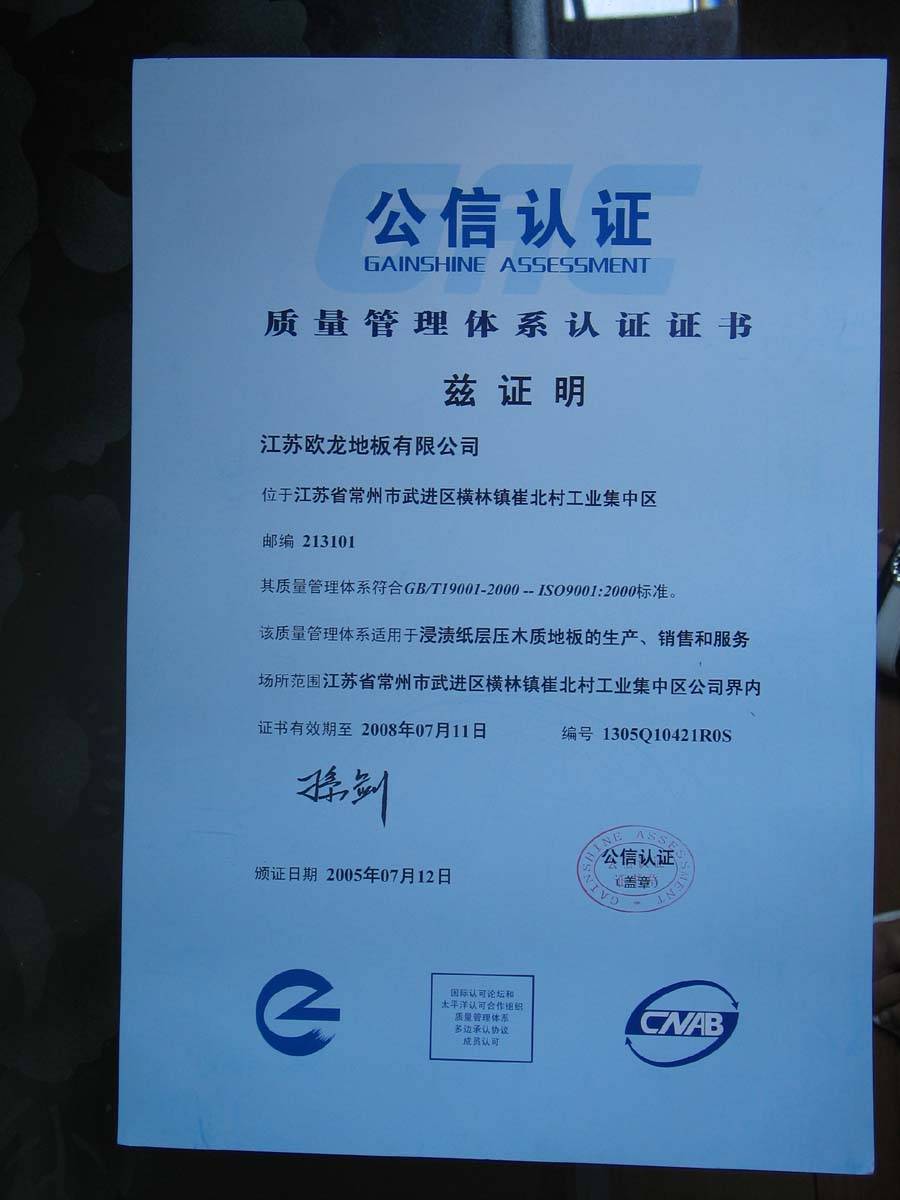 GAC
公信认证
GAINSHINE ASSESSMENT
质量管理体系认证证书
兹证明
江苏欧龙地板有限公司
位于江苏省常州市武进区横林镇崔北村工业集中区
邮编 213101
其质量管理体系符合GB/T19001-2000 -- ISO9001:2000标准。
该质量管理体系适用于浸渍纸层压木质地板的生产、销售和服务
场所范围江苏省常州市武进区横林镇崔北村工业集中区公司界内
证书有效期至 2008年07月11日 编号 1305Q10421R0S
孙剑
颁证日期 2005年07月12日
GAINSHINE ASSESSMENT
公信认证
(盖章)
GAINSHINE ASSESSMENT
国际认可论坛和
太平洋认可合作组织
质量管理体系
多边承认协议
成员认可
CNAB